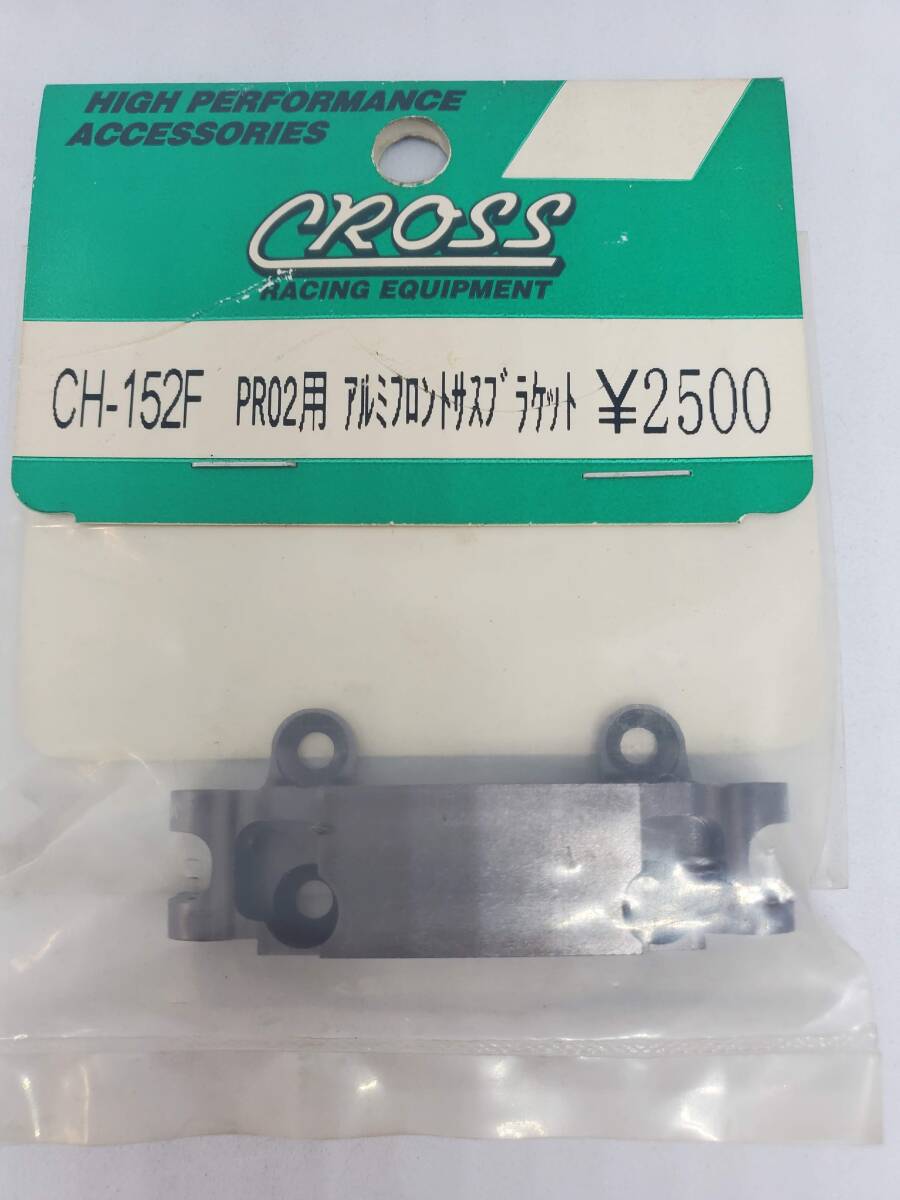 HIGH PERFORMANCE
ACCESSORIES
CROSS
RACING EQUIPMENT
CH-152F PRO2用 ｱﾙﾐﾌﾛﾝﾄｻｽﾌﾞﾗｹｯﾄ ¥2500